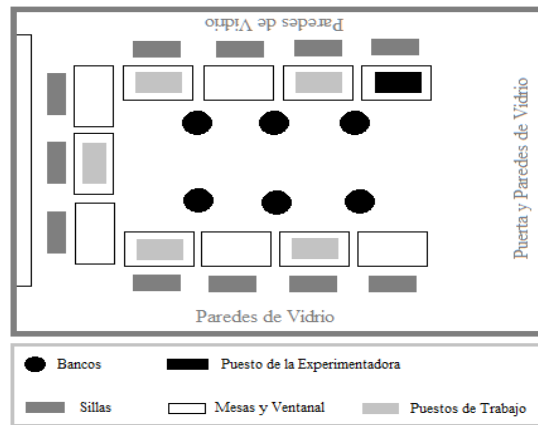 Paredes de Vidrio
Puerta y Paredes de Vidrio
Paredes de Vidrio
Bancos
Puesto de la Experimentadora
Sillas
Mesas y Ventanal
Puestos de Trabajo